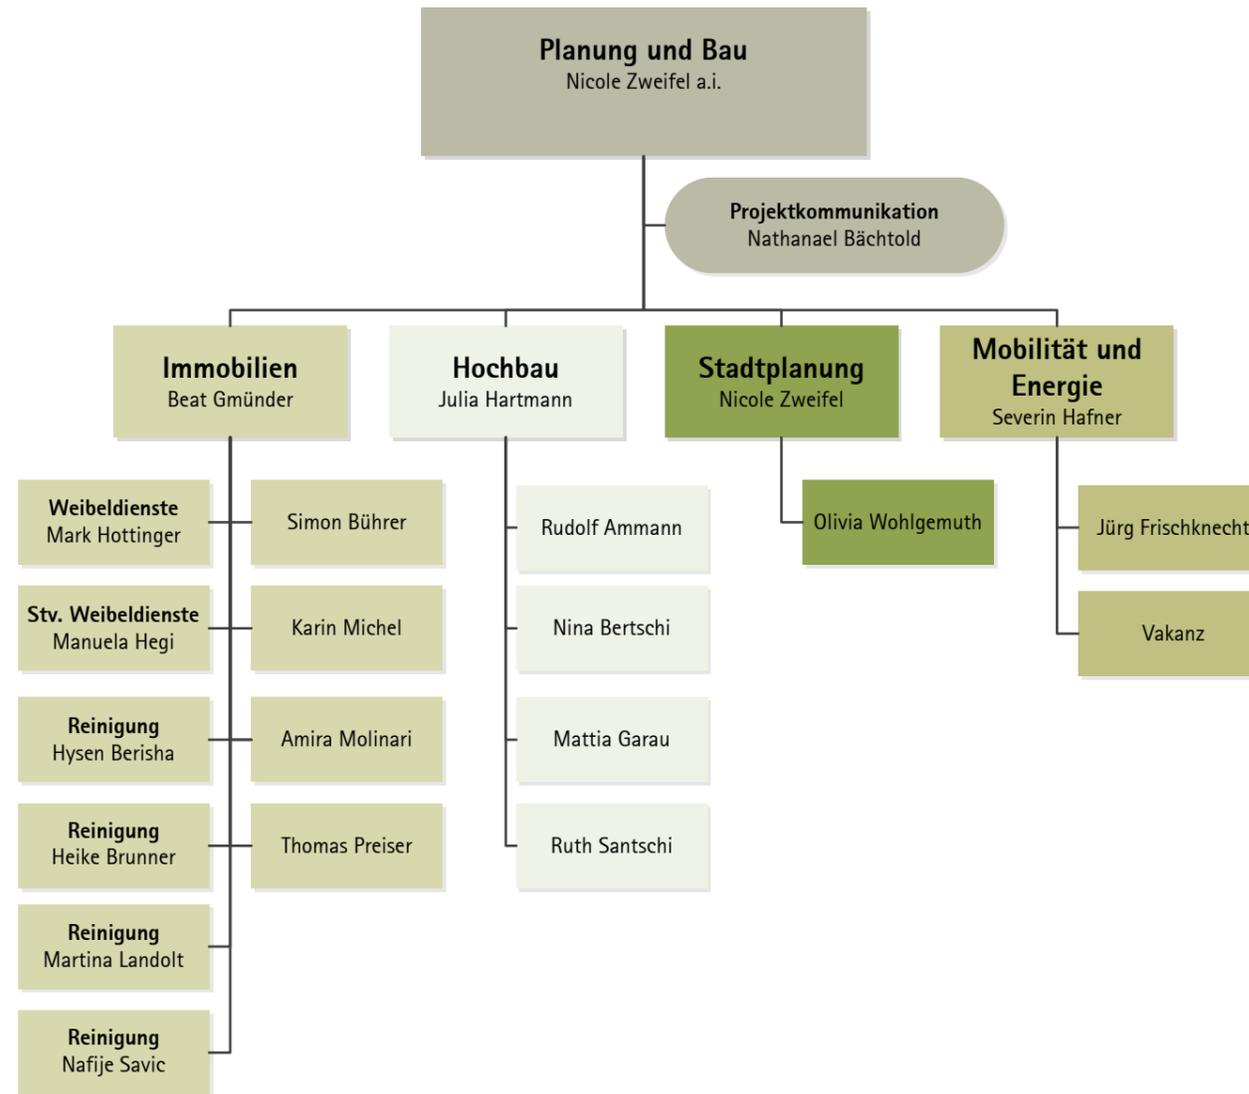 Planung und Bau
Nicole Zweifel a.i.
Projektkommunikation
Nathanael Bächtold
Immobilien
Beat Gmünder
Hochbau
Julia Hartmann
Stadtplanung
Nicole Zweifel
Mobilität und
Energie
Severin Hafner
Weibeldienste
Mark Hottinger
Stv. Weibeldienste
Manuela Hegi
Reinigung
Hysen Berisha
Reinigung
Heike Brunner
Reinigung
Martina Landolt
Reinigung
Nafije Savic
Simon Bührer
Karin Michel
Amira Molinari
Thomas Preiser
Rudolf Ammann
Nina Bertschi
Mattia Garau
Ruth Santschi
Olivia Wohlgemuth
Jürg Frischknecht
Vakanz